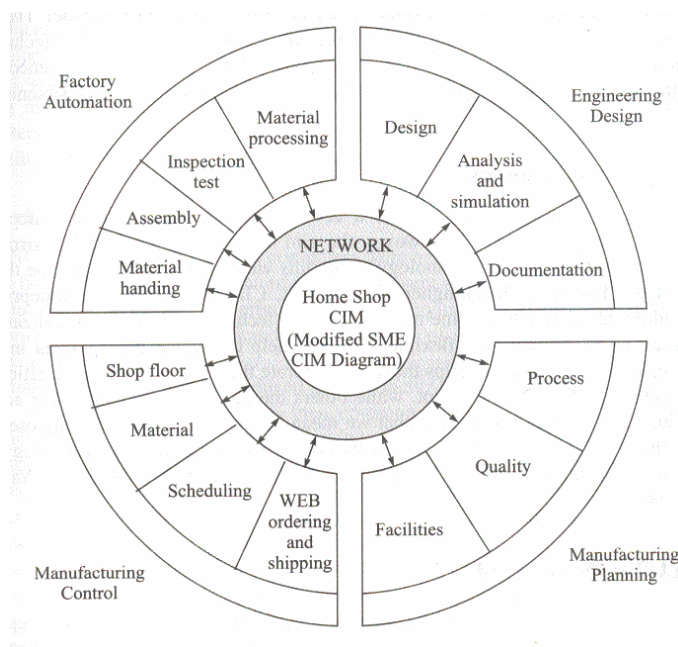 Factory
Automation
Material
processing
Inspection
test
Assembly
Material
handing
Engineering
Design
Design
Analysis
and
simulation
Documentation
NETWORK
Home Shop
CIM
(Modified SME
CIM Diagram)
Shop floor
Material
Scheduling
WEB
ordering
and
shipping
Manufacturing
Control
Process
Quality
Facilities
Manufacturing
Planning